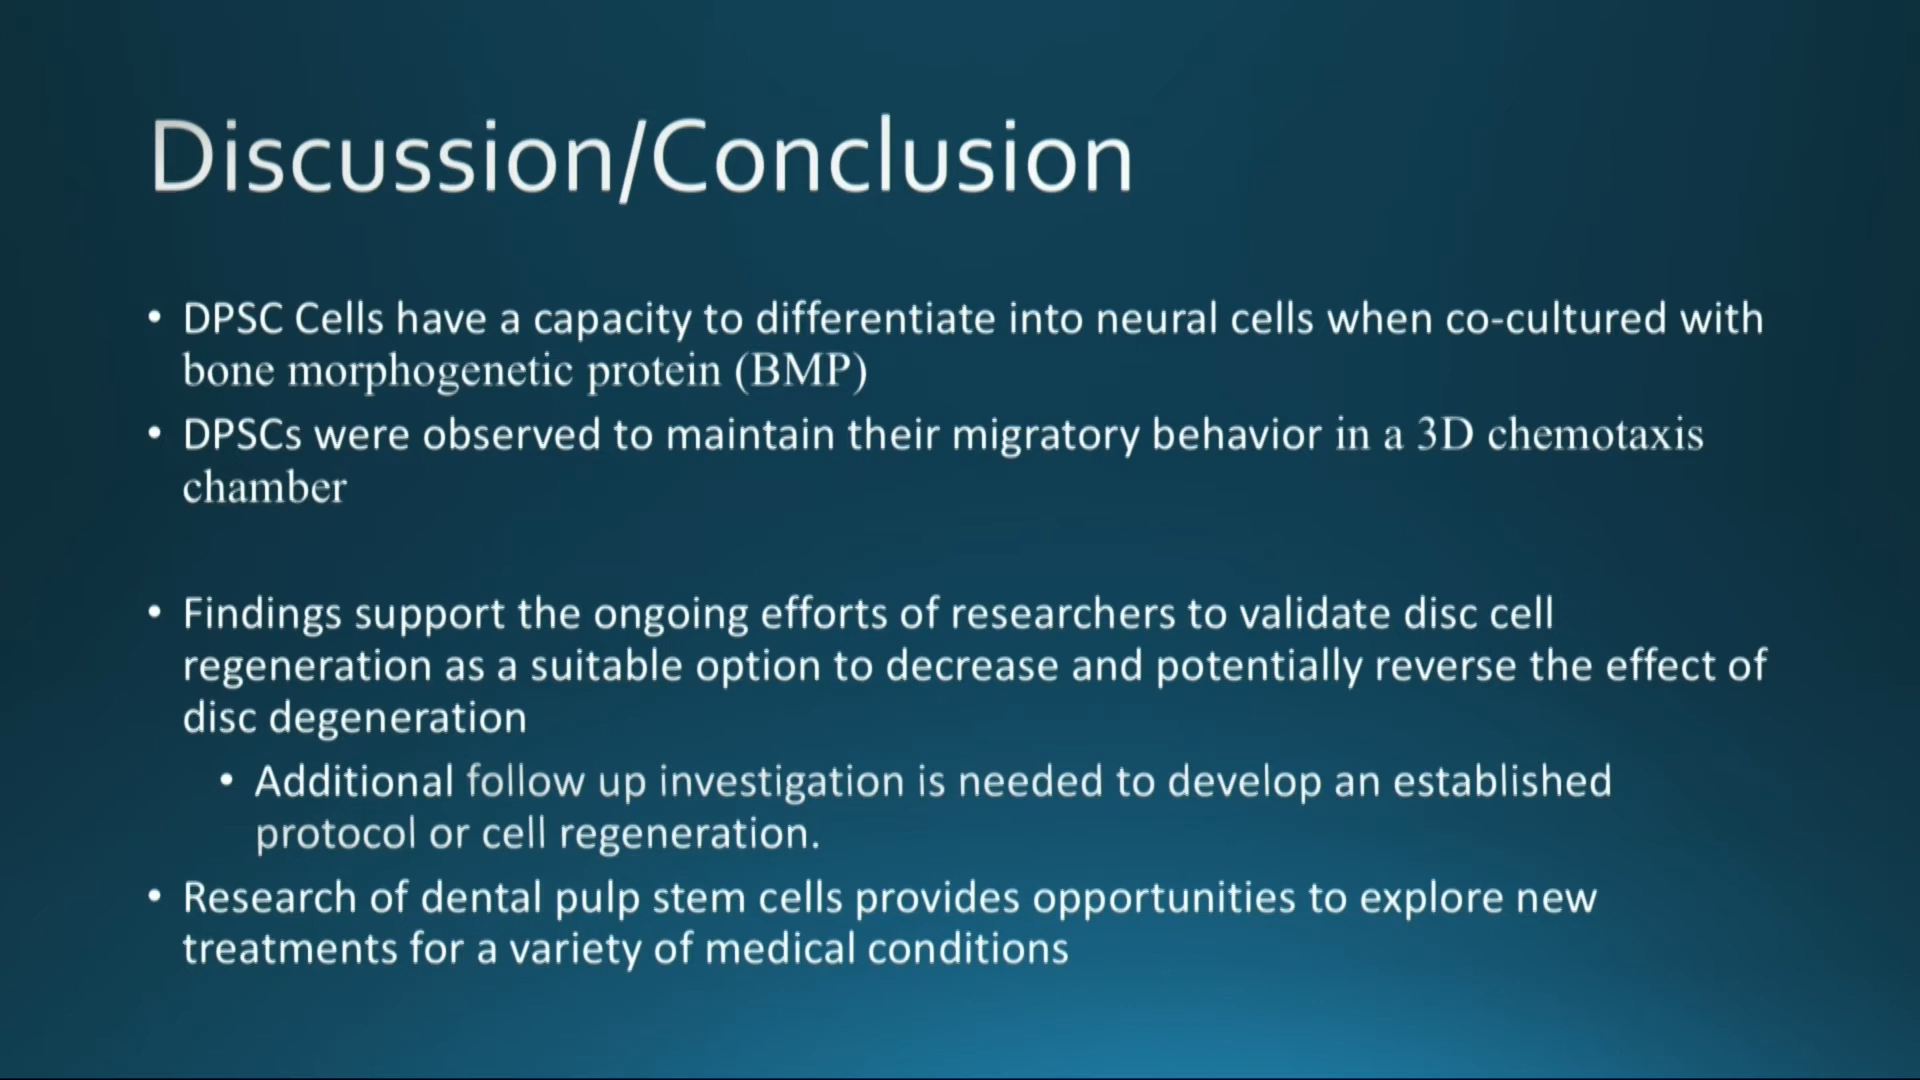 Discussion/Conclusion
• DPSC Cells have a capacity to differentiate into neural cells when co-cultured with
bone morphogenetic protein (BMP)
• DPSCs were observed to maintain their migratory behavior in a 3D chemotaxis
chamber
• Findings support the ongoing efforts of researchers to validate disc cell
regeneration as a suitable option to decrease and potentially reverse the effect of
disc degeneration
• Additional follow up investigation is needed to develop an established
protocol or cell regeneration.
• Research of dental pulp stem cells provides opportunities to explore new
treatments for a variety of medical conditions